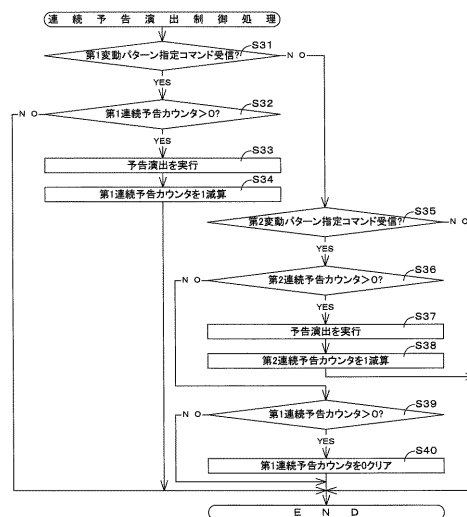 連続予告演出制御処理
S31
第1変動パターン指定コマンド受信?
NO
YES
S32
第1連続予告カウンタ>0?
NO
YES
S33
予告演出を実行
S34
第1連続予告カウンタを1減算
S35
第2変動パターン指定コマンド受信?
NO
YES
S36
第2連続予告カウンタ>0?
NO
YES
S37
予告演出を実行
S38
第2連続予告カウンタを1減算
S39
第1連続予告カウンタ>0?
NO
YES
S40
第1連続予告カウンタを0クリア
END